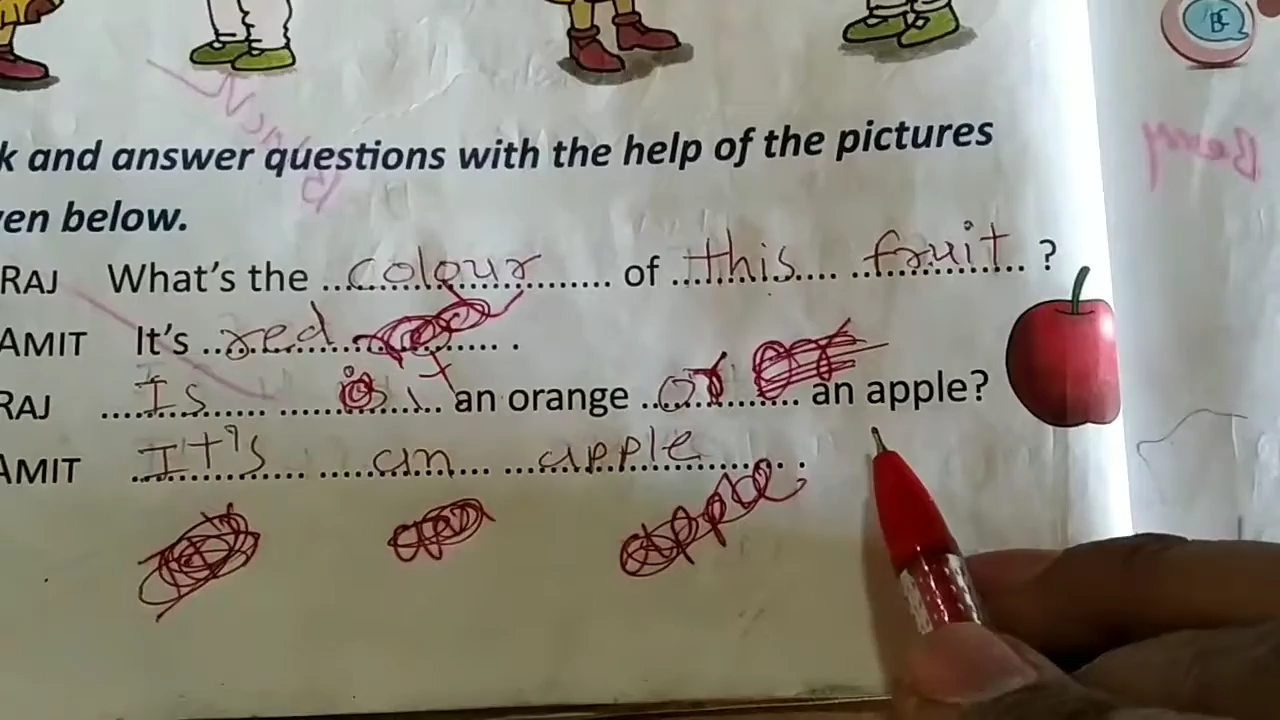 k and answer questions with the help of the pictures
ven below.
RAJ What's the ...colour... of ...this... ...fruit... ?
AMIT It's ...red... .
RAJ ...Is... ...i... an orange ...or... an apple?
AMIT ...It's... ...an... ...apple... .
Berry